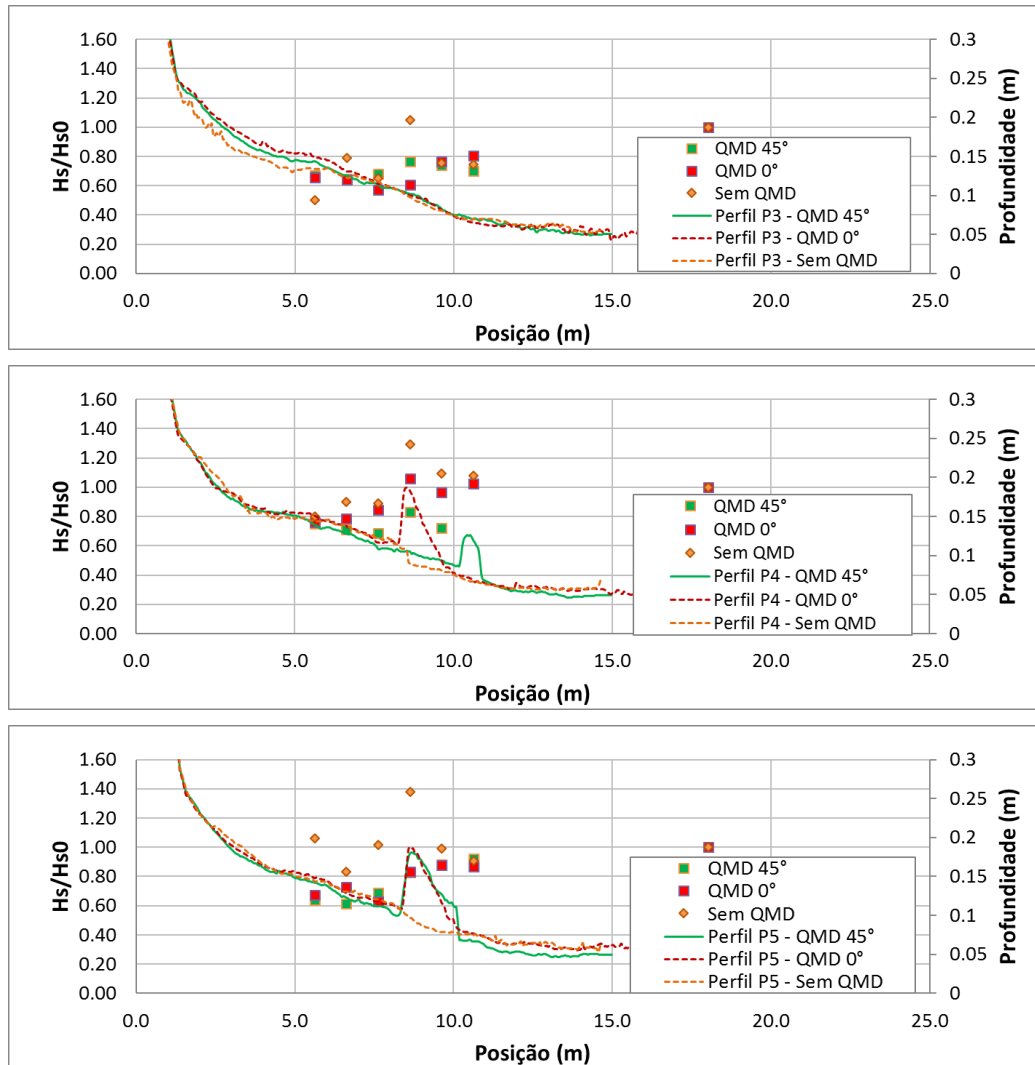 Hs/Hs0
1.60
1.40
1.20
1.00
0.80
0.60
0.40
0.20
0.00
0.3
0.25
0.2
0.15
0.1
0.05
0
Profundidade (m)
QMD 45°
QMD 0°
Sem QMD
Perfil P3 - QMD 45°
Perfil P3 - QMD 0°
Perfil P3 - Sem QMD
0.0 5.0 10.0 15.0 20.0 25.0
Posição (m)
Hs/Hs0
1.60
1.40
1.20
1.00
0.80
0.60
0.40
0.20
0.00
0.3
0.25
0.2
0.15
0.1
0.05
0
Profundidade (m)
QMD 45°
QMD 0°
Sem QMD
Perfil P4 - QMD 45°
Perfil P4 - QMD 0°
Perfil P4 - Sem QMD
0.0 5.0 10.0 15.0 20.0 25.0
Posição (m)
Hs/Hs0
1.60
1.40
1.20
1.00
0.80
0.60
0.40
0.20
0.00
0.3
0.25
0.2
0.15
0.1
0.05
0
Profundidade (m)
QMD 45°
QMD 0°
Sem QMD
Perfil P5 - QMD 45°
Perfil P5 - QMD 0°
Perfil P5 - Sem QMD
0.0 5.0 10.0 15.0 20.0 25.0
Posição (m)